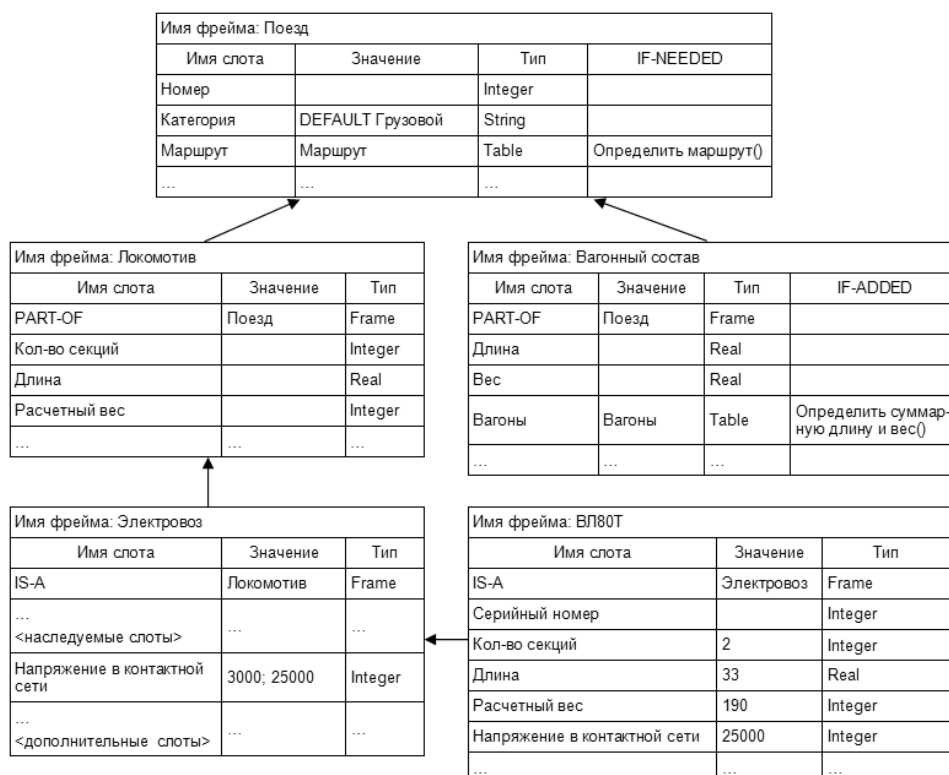 Имя фрейма: Поезд
Имя слота Значение Тип IF-NEEDED
Номер Integer
Категория DEFAULT Грузовой String
Маршрут Маршрут Table Определить маршрут()
... ... ...
Имя фрейма: Локомотив
Имя слота Значение Тип
PART-OF Поезд Frame
Кол-во секций Integer
Длина Real
Расчетный вес Integer
... ... ...
Имя фрейма: Вагонный состав
Имя слота Значение Тип IF-ADDED
PART-OF Поезд Frame
Длина Real
Вес Real
Вагоны Вагоны Table Определить суммар-
ную длину и вес()
... ... ...
Имя фрейма: Электровоз
Имя слота Значение Тип
IS-A Локомотив Frame
... ... ...
<наследуемые слоты>
Напряжение в контактной
сети 3000; 25000 Integer
... ... ...
<дополнительные слоты>
Имя фрейма: ВЛ80Т
Имя слота Значение Тип
IS-A Электровоз Frame
Серийный номер Integer
Кол-во секций 2 Integer
Длина 33 Real
Расчетный вес 190 Integer
Напряжение в контактной сети 25000 Integer
... ... ...